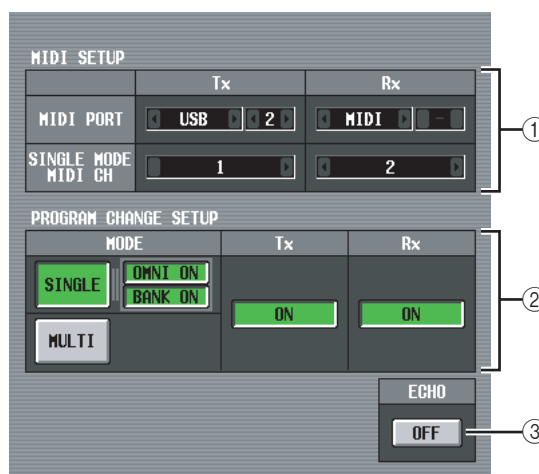 MIDI SETUP
Tx Rx
MIDI PORT USB 2 MIDI -
SINGLE MODE MIDI CH 1 2
①
PROGRAM CHANGE SETUP
MODE Tx Rx
SINGLE OMNI ON BANK ON ON ON
MULTI
②
ECHO
OFF
③